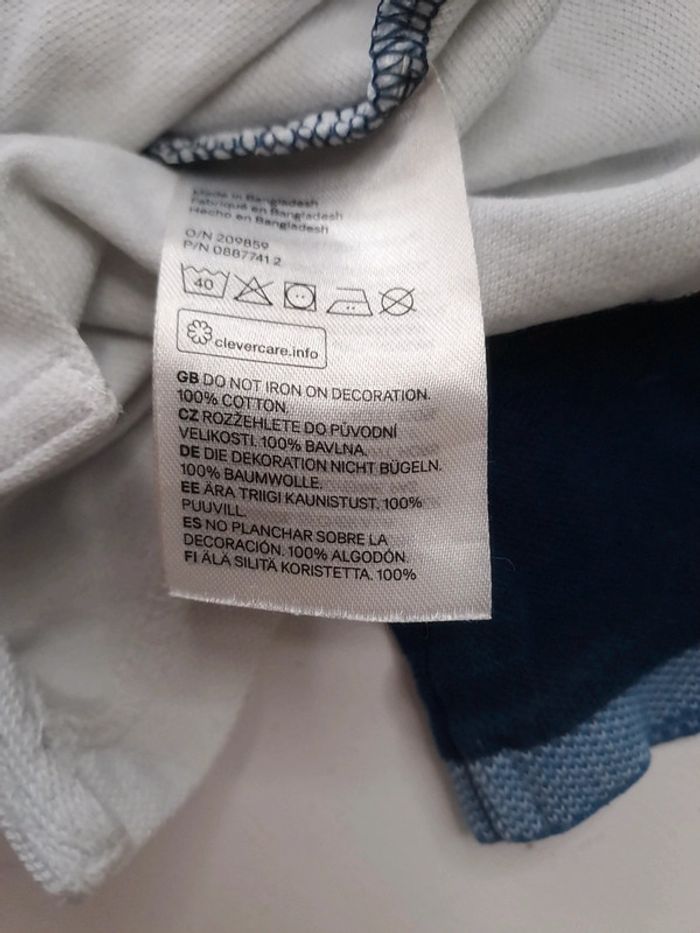 Made in Bangladesh
Fabriqué en Bangladesh
Hecho en Bangladesh
O/N 209859
P/N 08877412
40
clevercare.info
GB DO NOT IRON ON DECORATION.
100% COTTON.
CZ ROZŽEHLETE DO PŮVODNÍ
VELIKOSTI. 100% BAVLNA.
DE DIE DEKORATION NICHT BÜGELN.
100% BAUMWOLLE.
EE ÄRA TRIIGI KAUNISTUST. 100%
PUUVILL.
ES NO PLANCHAR SOBRE LA
DECORACIÓN. 100% ALGODÓN.
FI ÄLÄ SILITÄ KORISTETTA. 100%